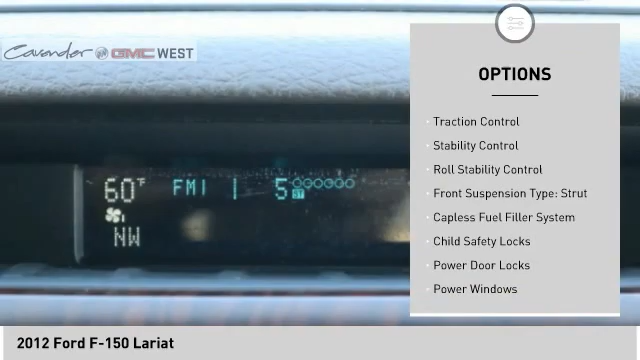 Cavender GMC WEST
OPTIONS
Traction Control
Stability Control
Roll Stability Control
Front Suspension Type: Strut
Capless Fuel Filler System
Child Safety Locks
Power Door Locks
Power Windows
60°F FM1 1 5
ST
NW
2012 Ford F-150 Lariat